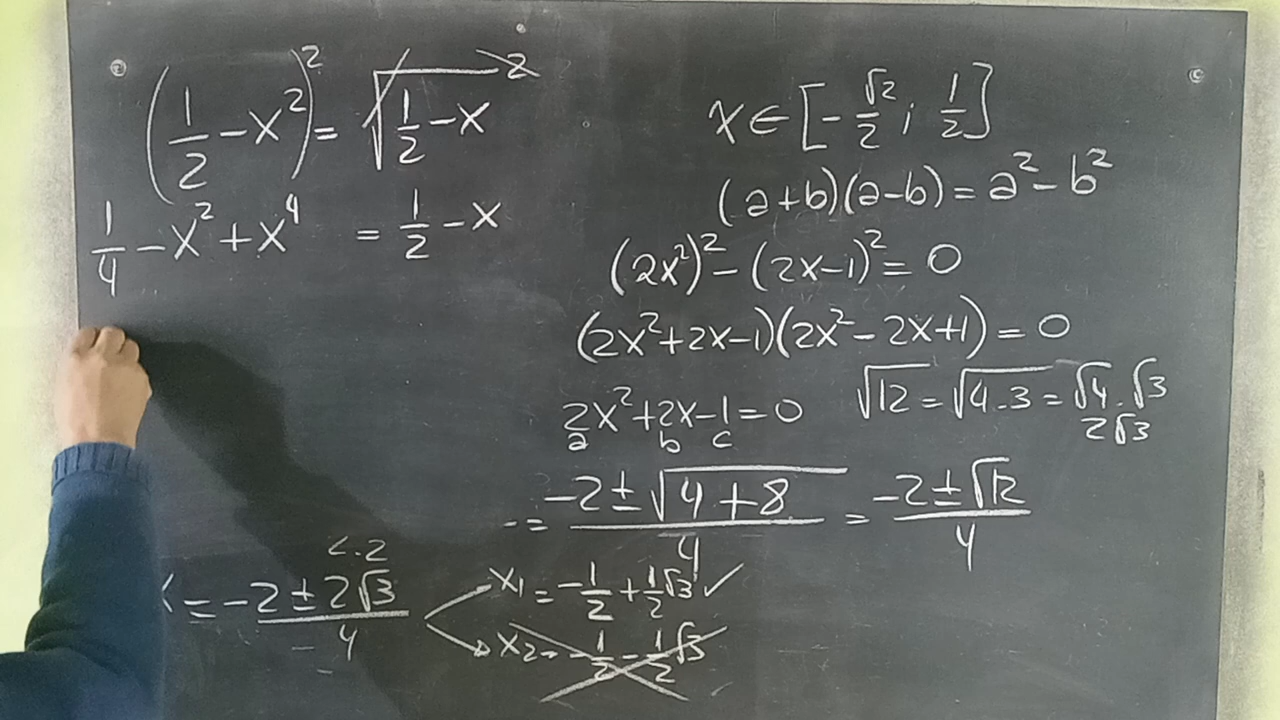 (1/2 - x²)² = √(1/2 - x)²
1/4 - x² + x⁴ = 1/2 - x
x ∈ [-√2/2 ; 1/2]
(a+b)(a-b) = a² - b²
(2x²)² - (2x-1)² = 0
(2x²+2x-1)(2x²-2x+1) = 0
2x²+2x-1=0
a b c
√12 = √4·3 = √4·√3
2√3
= -2±√4+8 / 4 = -2±√12 / 4
<·2
= -2±2√3 / 4
x₁ = -1/2 + 1/2√3 ✓
x₂ = -1/2 - 1/2√3